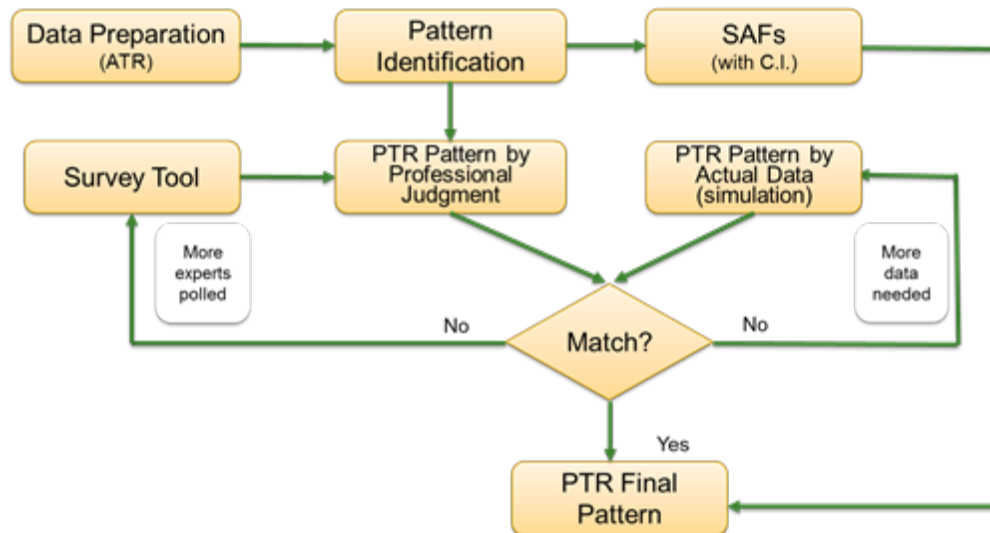 Data Preparation
(ATR)
Pattern
Identification
SAFs
(with C.I.)
Survey Tool
PTR Pattern by
Professional
Judgment
PTR Pattern by
Actual Data
(simulation)
More
experts
polled
More
data
needed
No
Match?
No
Yes
PTR Final
Pattern